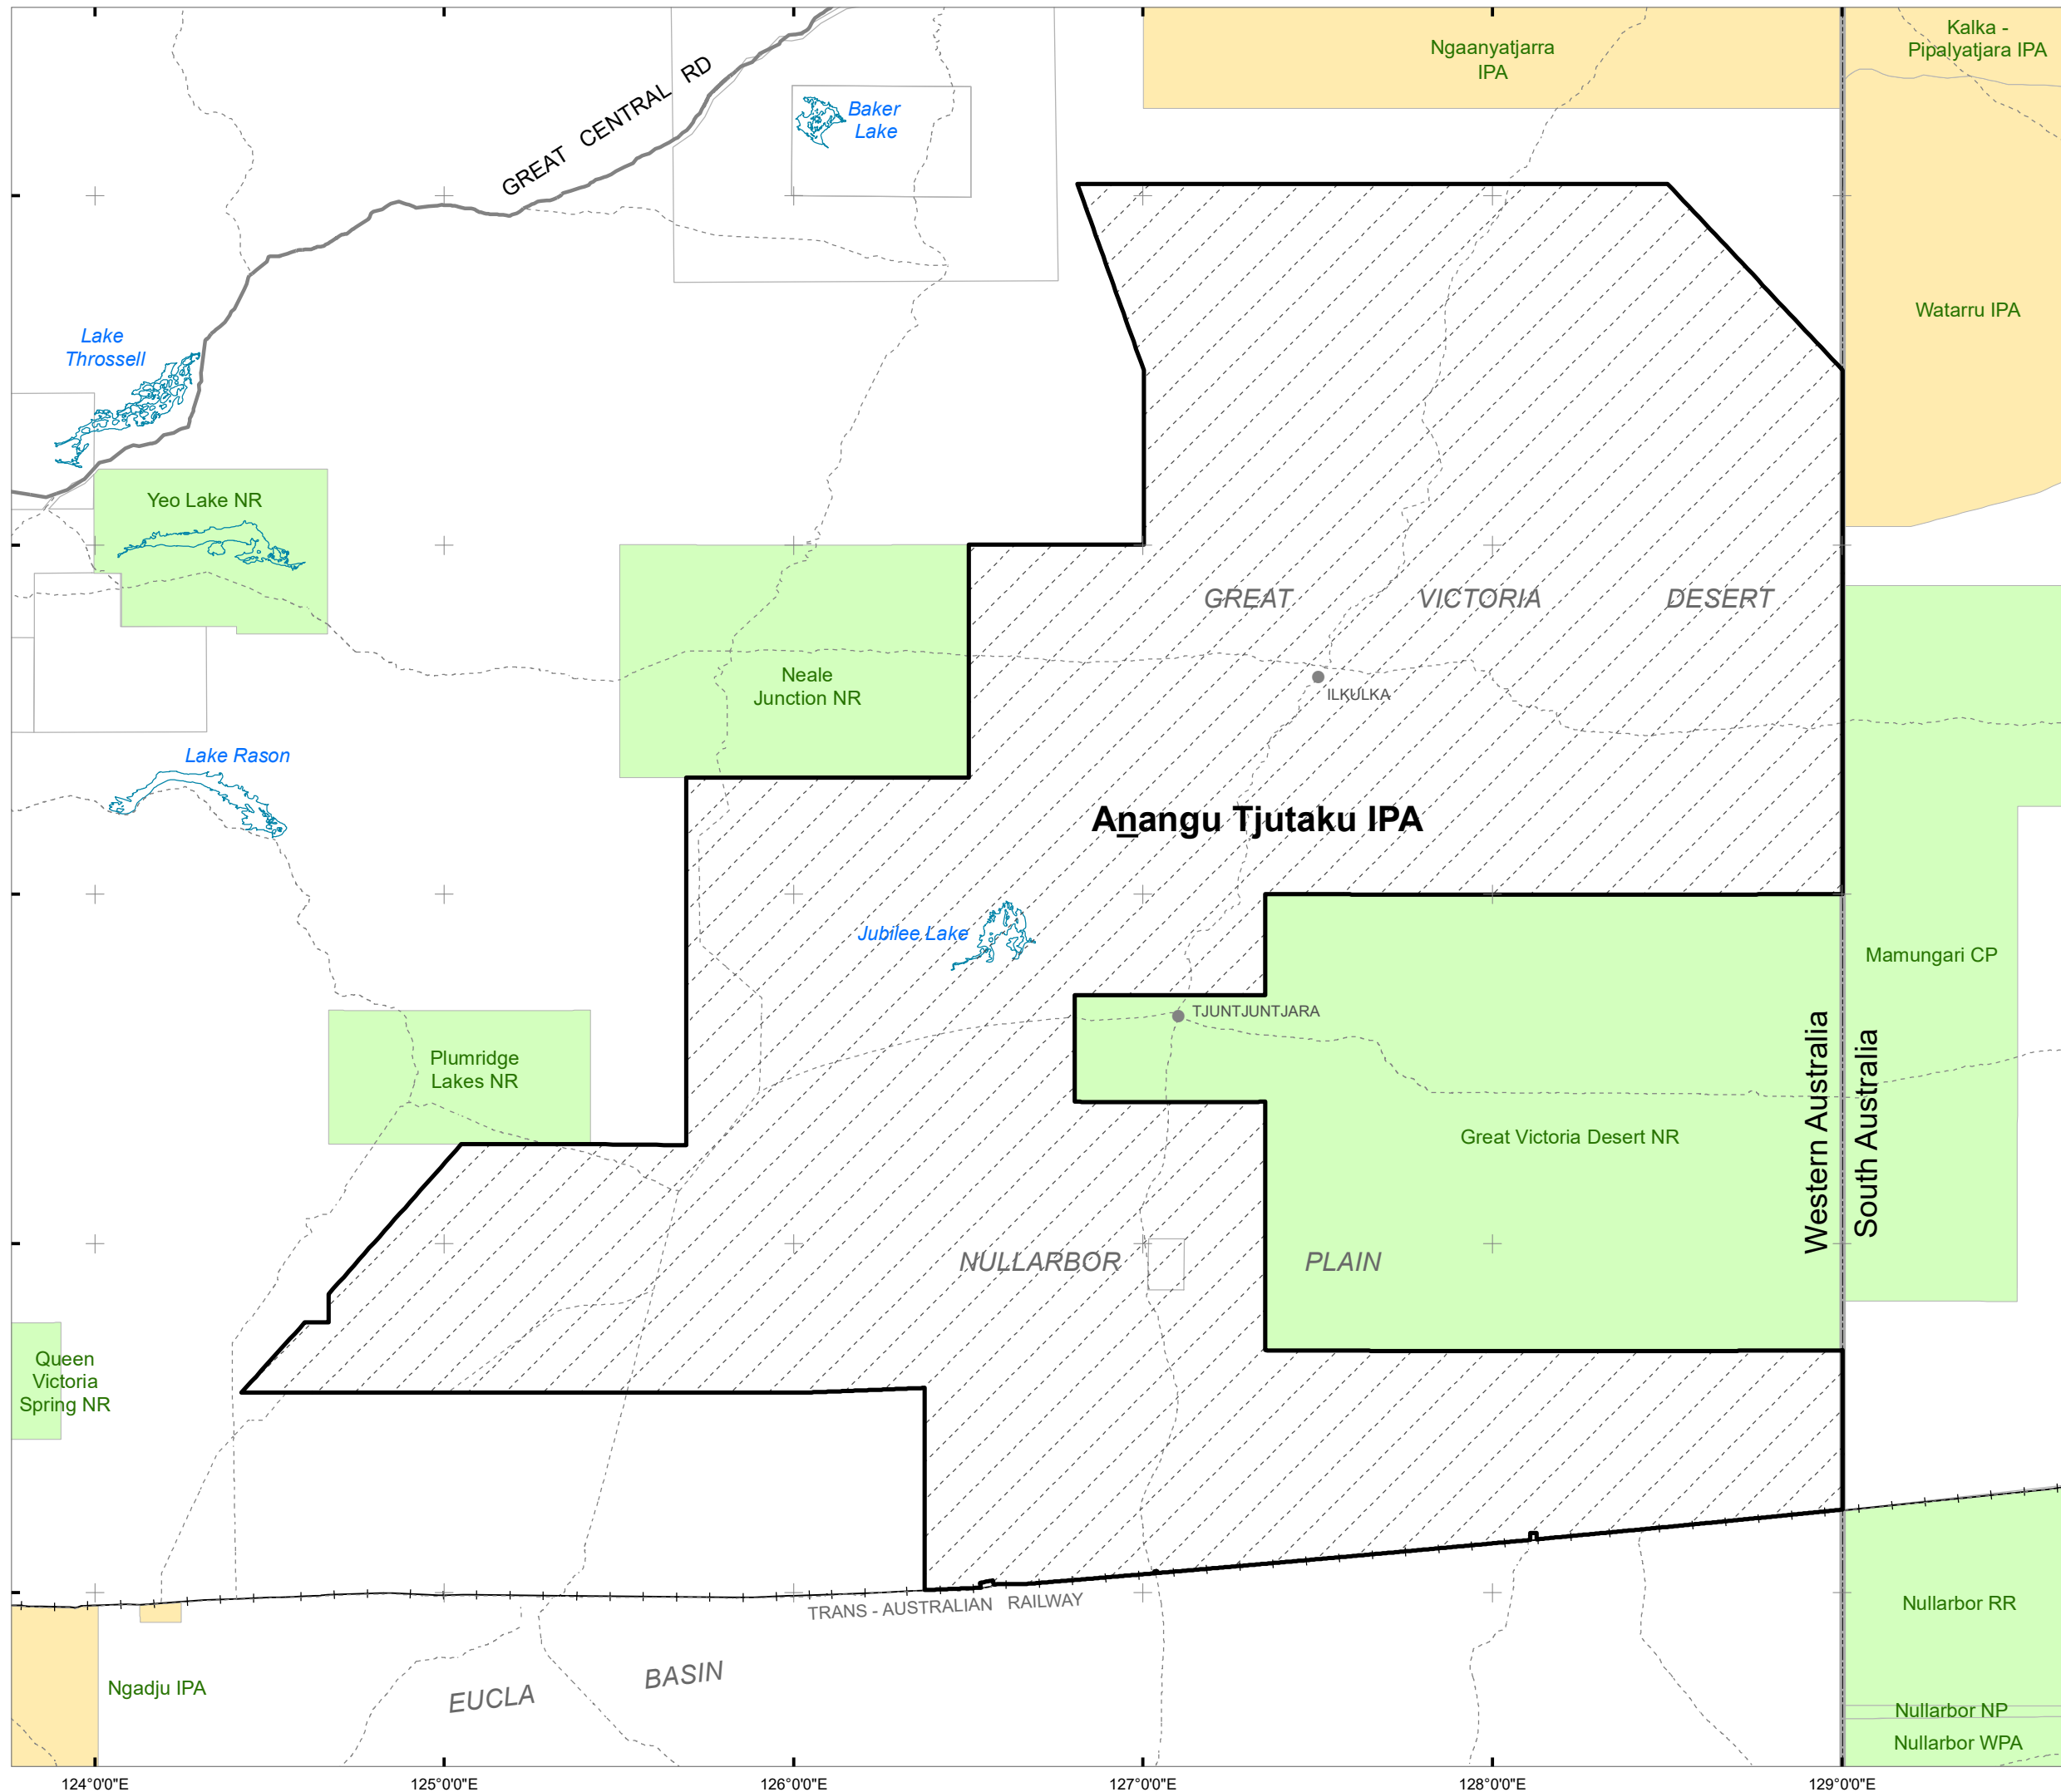 Kalka -
Pipalyatjara IPA
Ngaanyatjarra
IPA
GREAT CENTRAL RD
Baker
Lake
Watarru IPA
Lake
Throssell
Yeo Lake NR
GREAT VICTORIA DESERT
Neale
Junction NR
ILKULKA
Lake Rason
Aṉangu Tjutaku IPA
Jubilee Lake
Mamungari CP
TJUNTJUNTJARA
Plumridge
Lakes NR
Western Australia
South Australia
Great Victoria Desert NR
NULLARBOR PLAIN
Queen
Victoria
Spring NR
TRANS - AUSTRALIAN RAILWAY
Nullarbor RR
EUCLA BASIN
Ngadju IPA
Nullarbor NP
Nullarbor WPA
124°0'0"E 125°0'0"E 126°0'0"E 127°0'0"E 128°0'0"E 129°0'0"E